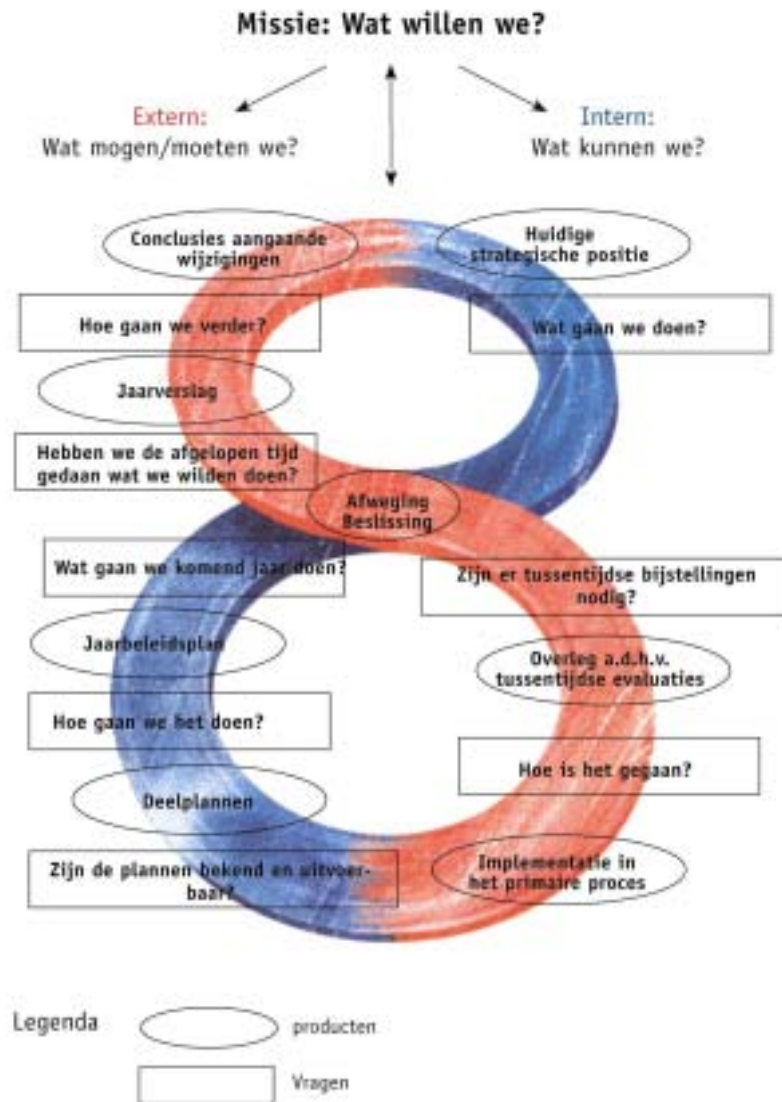 Missie: Wat willen we?
Extern:
Wat mogen/moeten we?
Intern:
Wat kunnen we?
Conclusies aangaande
wijzigingen
Huidige
strategische positie
Hoe gaan we verder?
Wat gaan we doen?
Jaarverslag
Hebben we de afgelopen tijd
gedaan wat we wilden doen?
Afweging
Beslissing
Wat gaan we komend jaar doen?
Zijn er tussentijdse bijstellingen
nodig?
Jaarbeleidsplan
Overleg a.d.h.v.
tussentijdse evaluaties
Hoe gaan we het doen?
Hoe is het gegaan?
Deelplannen
Zijn de plannen bekend en uitvoer-
baar?
Implementatie in
het primaire proces
Legenda
producten
Vragen